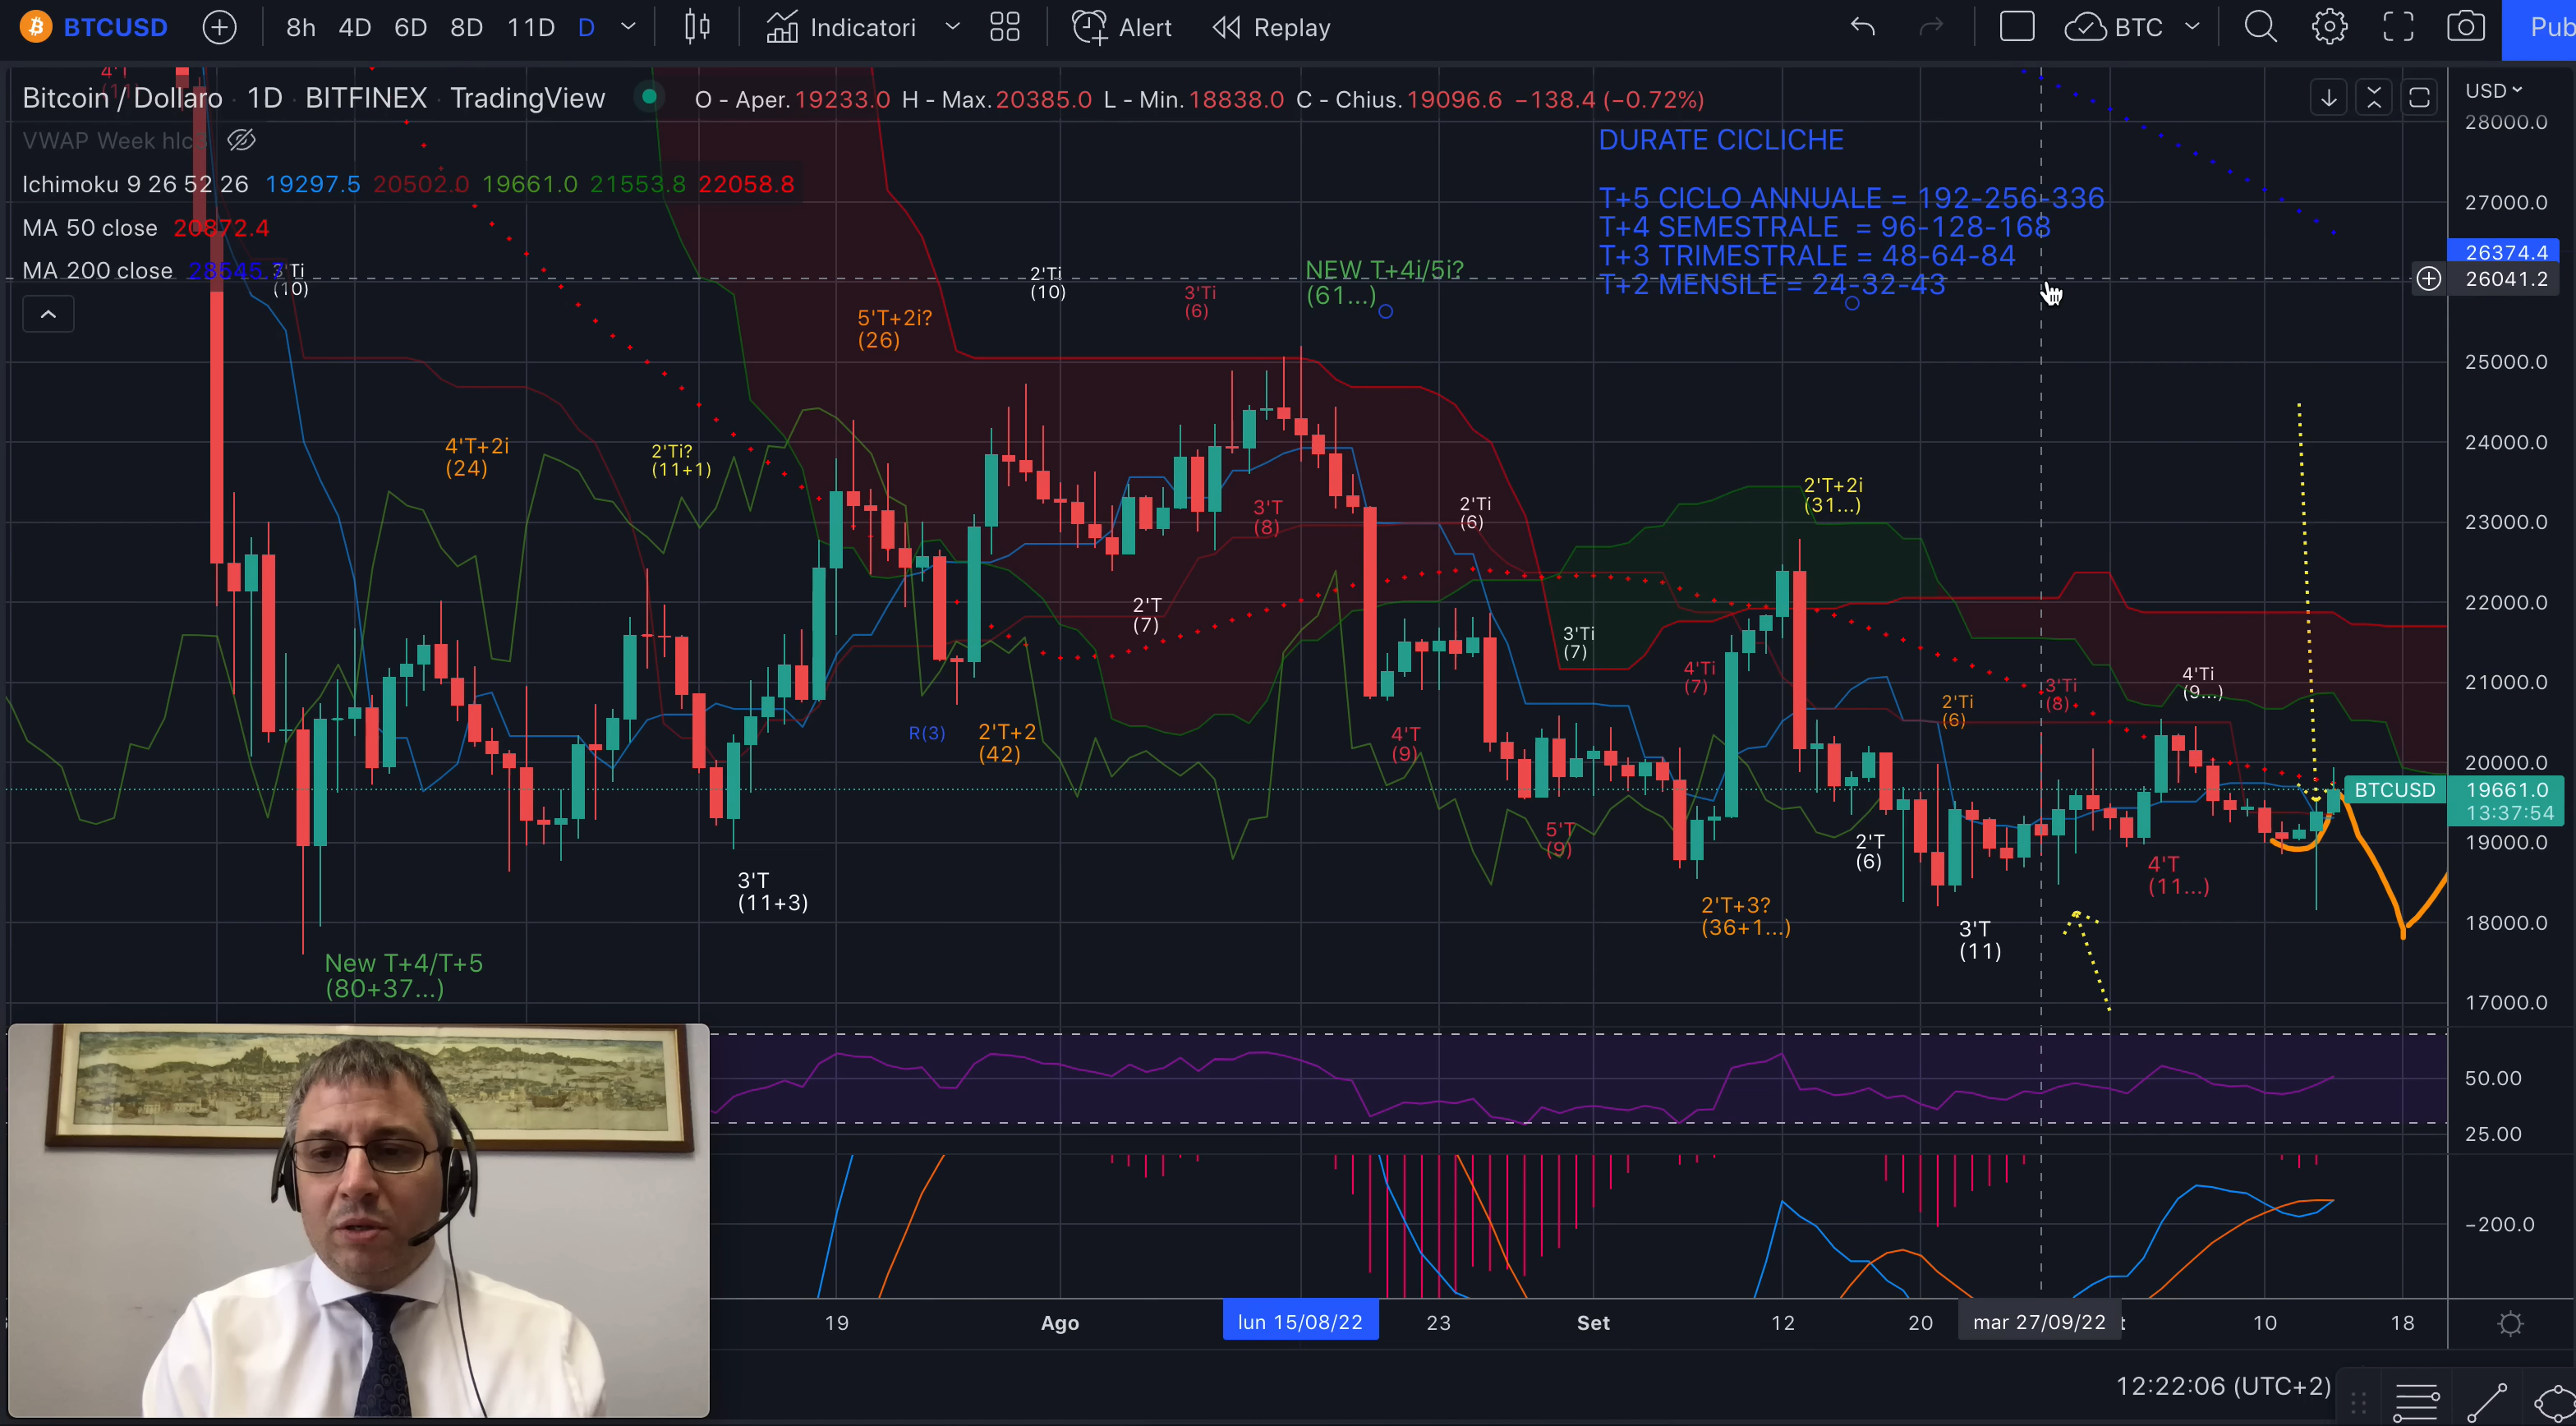 BTCUSD 8h 4D 6D 8D 11D D Indicatori Alert Replay BTC Pub
Bitcoin / Dollaro · 1D · BITFINEX · TradingView O - Aper.19233.0 H - Max.20385.0 L - Min.18838.0 C - Chius.19096.6 −138.4 (−0.72%)
USD
VWAP Week hlc
Ichimoku 9 26 52 26 19297.5 20502.0 19661.0 21553.8 22058.8
MA 50 close 20872.4
MA 200 close
DURATE CICLICHE
T+5 CICLO ANNUALE = 192-256-336
T+4 SEMESTRALE = 96-128-168
T+3 TRIMESTRALE = 48-64-84
T+2 MENSILE = 24-32-43
3'Ti
(10)
2'Ti
(10)
3'Ti
(6)
NEW T+4i/5i?
(61...)
5'T+2i?
(26)
4'T+2i
(24)
2'Ti?
(11+1)
3'T
(8)
2'Ti
(6)
2'T+2i
(31...)
2'T
(7)
3'Ti
(7)
4'Ti
(7)
2'Ti
(6)
3'Ti
(8)
4'Ti
(9...)
R(3)
2'T+2
(42)
4'T
(9)
5'T
(9)
2'T
(6)
4'T
(11...)
3'T
(11+3)
2'T+3?
(36+1...)
3'T
(11)
New T+4/T+5
(80+37...)
28000.0
27000.0
26374.4
26041.2
25000.0
24000.0
23000.0
22000.0
21000.0
20000.0
BTCUSD 19661.0
13:37:54
19000.0
18000.0
17000.0
50.00
25.00
−200.0
19 Ago lun 15/08/22 23 Set 12 20 mar 27/09/22 10 18
12:22:06 (UTC+2)